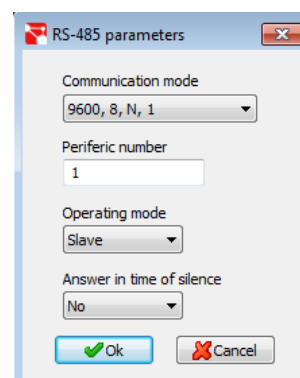 RS-485 parameters
Communication mode
9600, 8, N, 1
Periferic number
1
Operating mode
Slave
Answer in time of silence
No
Ok Cancel